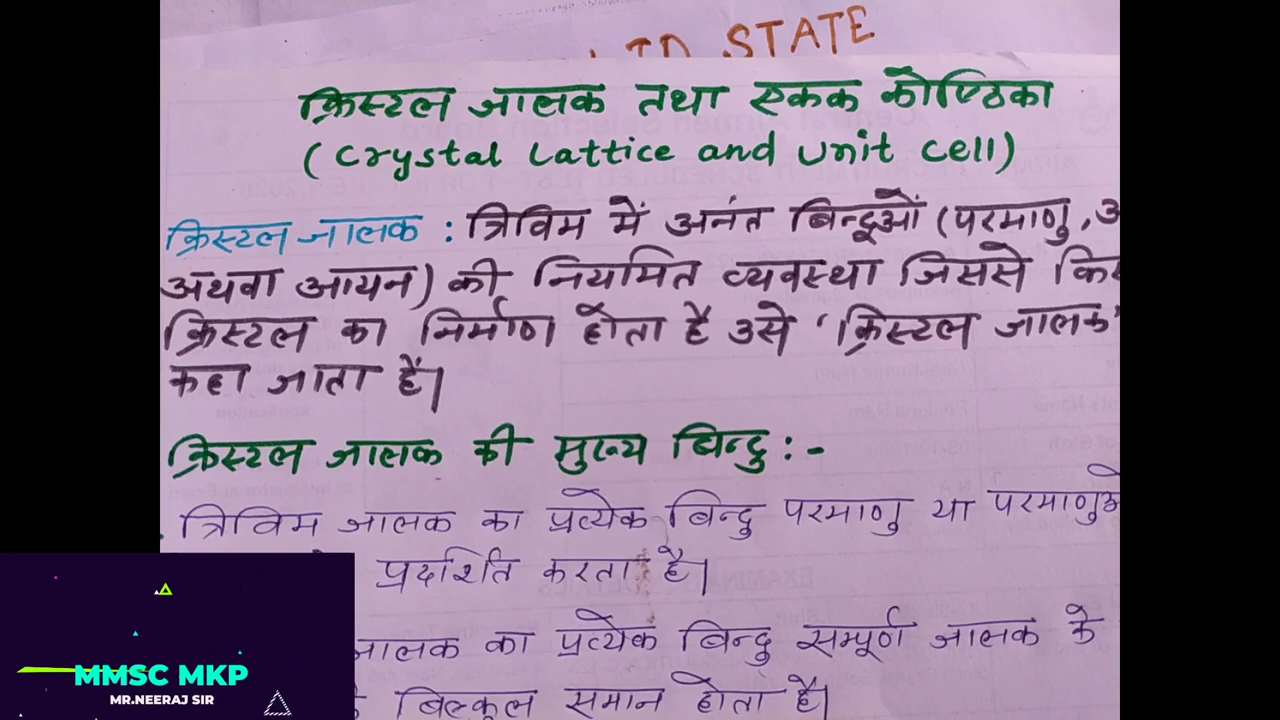 STATE
क्रिस्टल जालक तथा एकक कोष्ठिका
(Crystal Lattice and Unit Cell)
क्रिस्टल जालक : त्रिविम में अनंत बिन्दूओं (परमाणु,
अथवा आयन) की नियमित व्यवस्था जिससे
क्रिस्टल का निर्माण होता है उसे 'क्रिस्टल जालक'
कहा जाता हैं।
क्रिस्टल जालक की मुख्य बिन्दु :-
त्रिविम जालक का प्रत्येक बिन्दु परमाणु या
प्रदर्शित करता है।
जालक का प्रत्येक बिन्दु सम्पूर्ण जालक के
बिल्कुल समान होता है।
MMSC MKP
MR.NEERAJ SIR